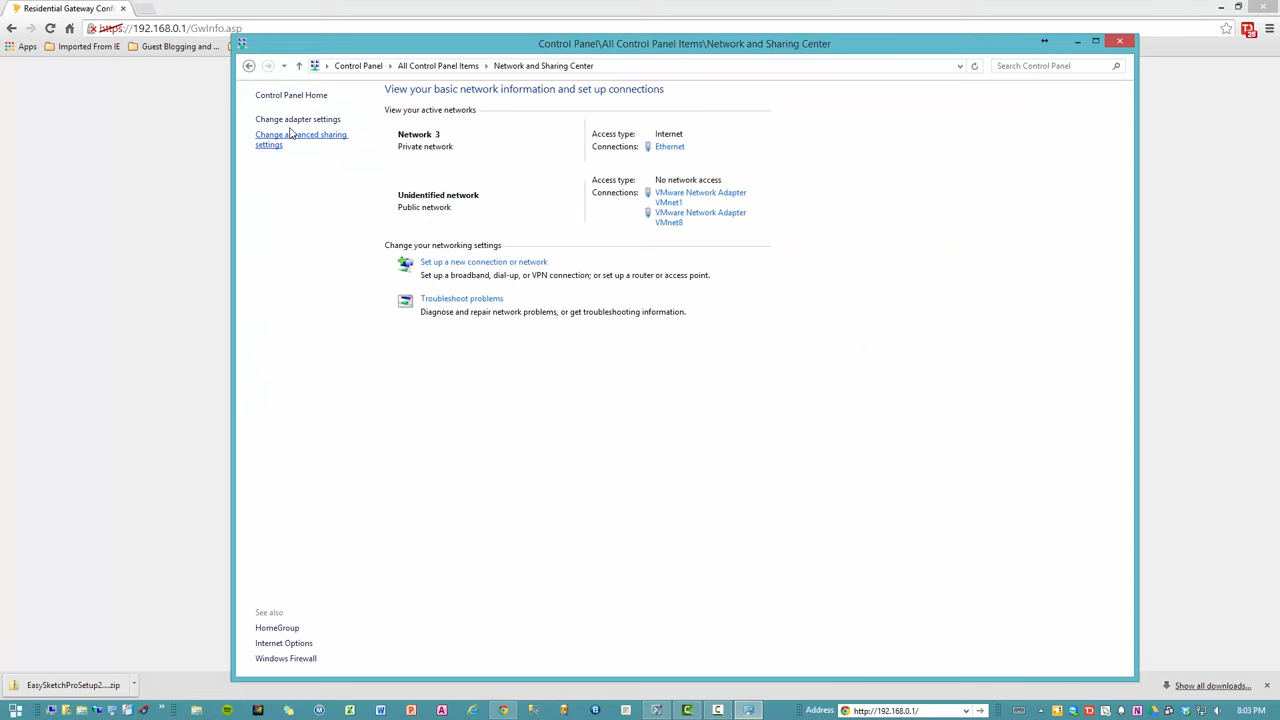 Residential Gateway Confi
https://192.168.0.1/GwInfo.asp
Apps
Imported From IE
Guest Blogging and ...
Control Panel\All Control Panel Items\Network and Sharing Center
Control Panel
All Control Panel Items
Network and Sharing Center
Search Control Panel
Control Panel Home
Change adapter settings
Change advanced sharing
settings
View your basic network information and set up connections
View your active networks
Network 3
Private network
Access type:
Internet
Connections:
Ethernet
Unidentified network
Public network
Access type:
No network access
Connections:
VMware Network Adapter
VMnet1
VMware Network Adapter
VMnet8
Change your networking settings
Set up a new connection or network
Set up a broadband, dial-up, or VPN connection; or set up a router or access point.
Troubleshoot problems
Diagnose and repair network problems, or get troubleshooting information.
See also
HomeGroup
Internet Options
Windows Firewall
EasySketchProSetup2....zip
Show all downloads...
Address
http://192.168.0.1/
8:03 PM